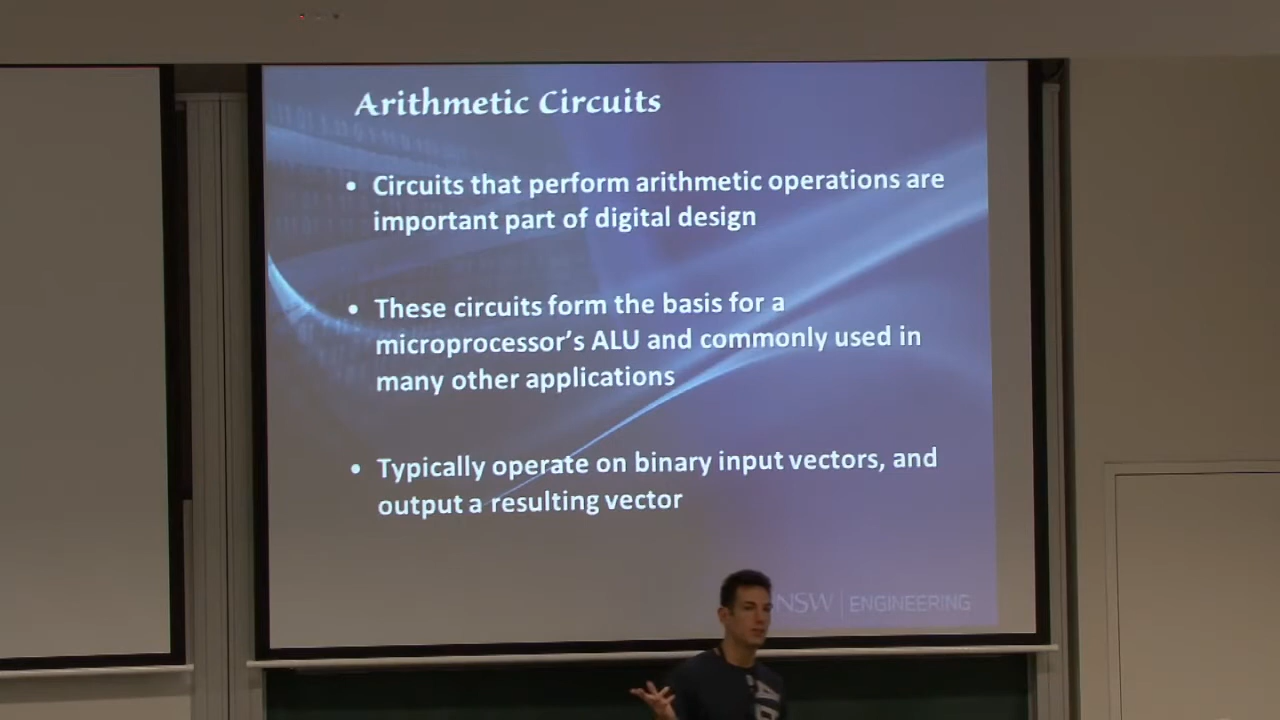 Arithmetic Circuits
• Circuits that perform arithmetic operations are
important part of digital design
• These circuits form the basis for a
microprocessor's ALU and commonly used in
many other applications
• Typically operate on binary input vectors, and
output a resulting vector
NSW | ENGINEERING